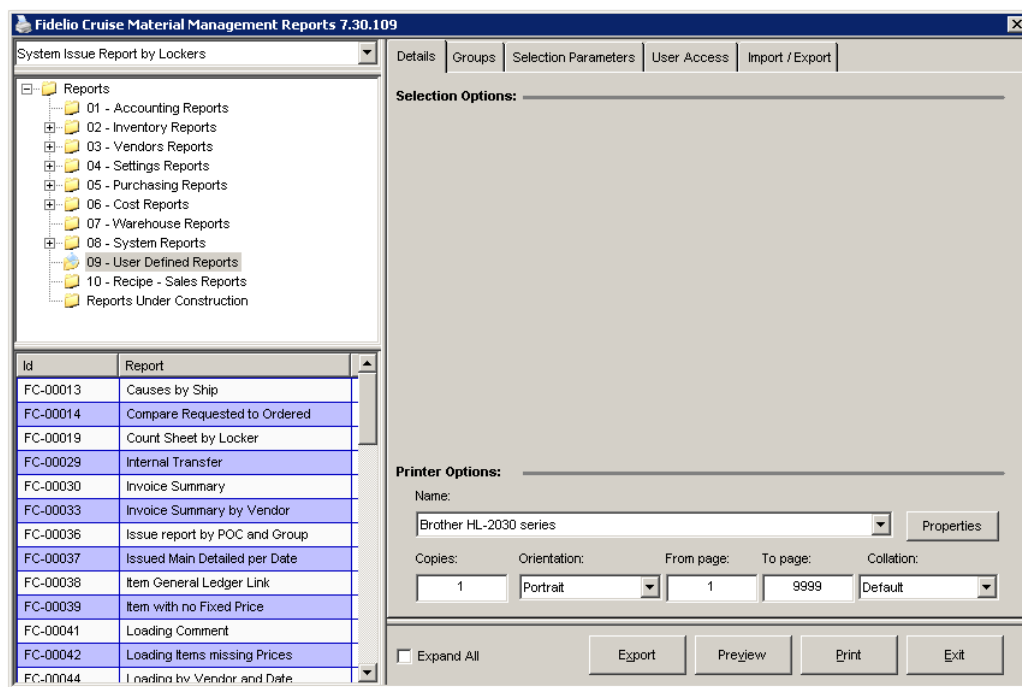 Fidelio Cruise Material Management Reports 7.30.109
System Issue Report by Lockers
Reports
01 - Accounting Reports
02 - Inventory Reports
03 - Vendors Reports
04 - Settings Reports
05 - Purchasing Reports
06 - Cost Reports
07 - Warehouse Reports
08 - System Reports
09 - User Defined Reports
10 - Recipe - Sales Reports
Reports Under Construction
Id Report
FC-00013 Causes by Ship
FC-00014 Compare Requested to Ordered
FC-00019 Count Sheet by Locker
FC-00029 Internal Transfer
FC-00030 Invoice Summary
FC-00033 Invoice Summary by Vendor
FC-00036 Issue report by POC and Group
FC-00037 Issued Main Detailed per Date
FC-00038 Item General Ledger Link
FC-00039 Item with no Fixed Price
FC-00041 Loading Comment
FC-00042 Loading Items missing Prices
FC-00044 Loading by Vendor and Date
Details Groups Selection Parameters User Access Import / Export
Selection Options:
Printer Options:
Name:
Brother HL-2030 series Properties
Copies: Orientation: From page: To page: Collation:
1 Portrait 1 9999 Default
Expand All Export Preview Print Exit